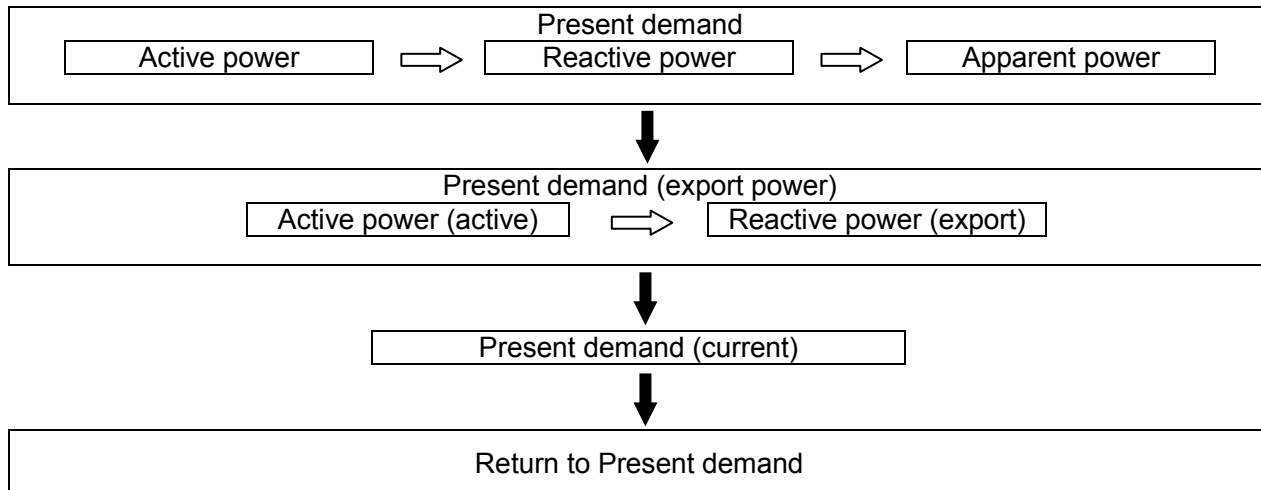 Present demand
Active power Reactive power Apparent power
Present demand (export power)
Active power (active) Reactive power (export)
Present demand (current)
Return to Present demand